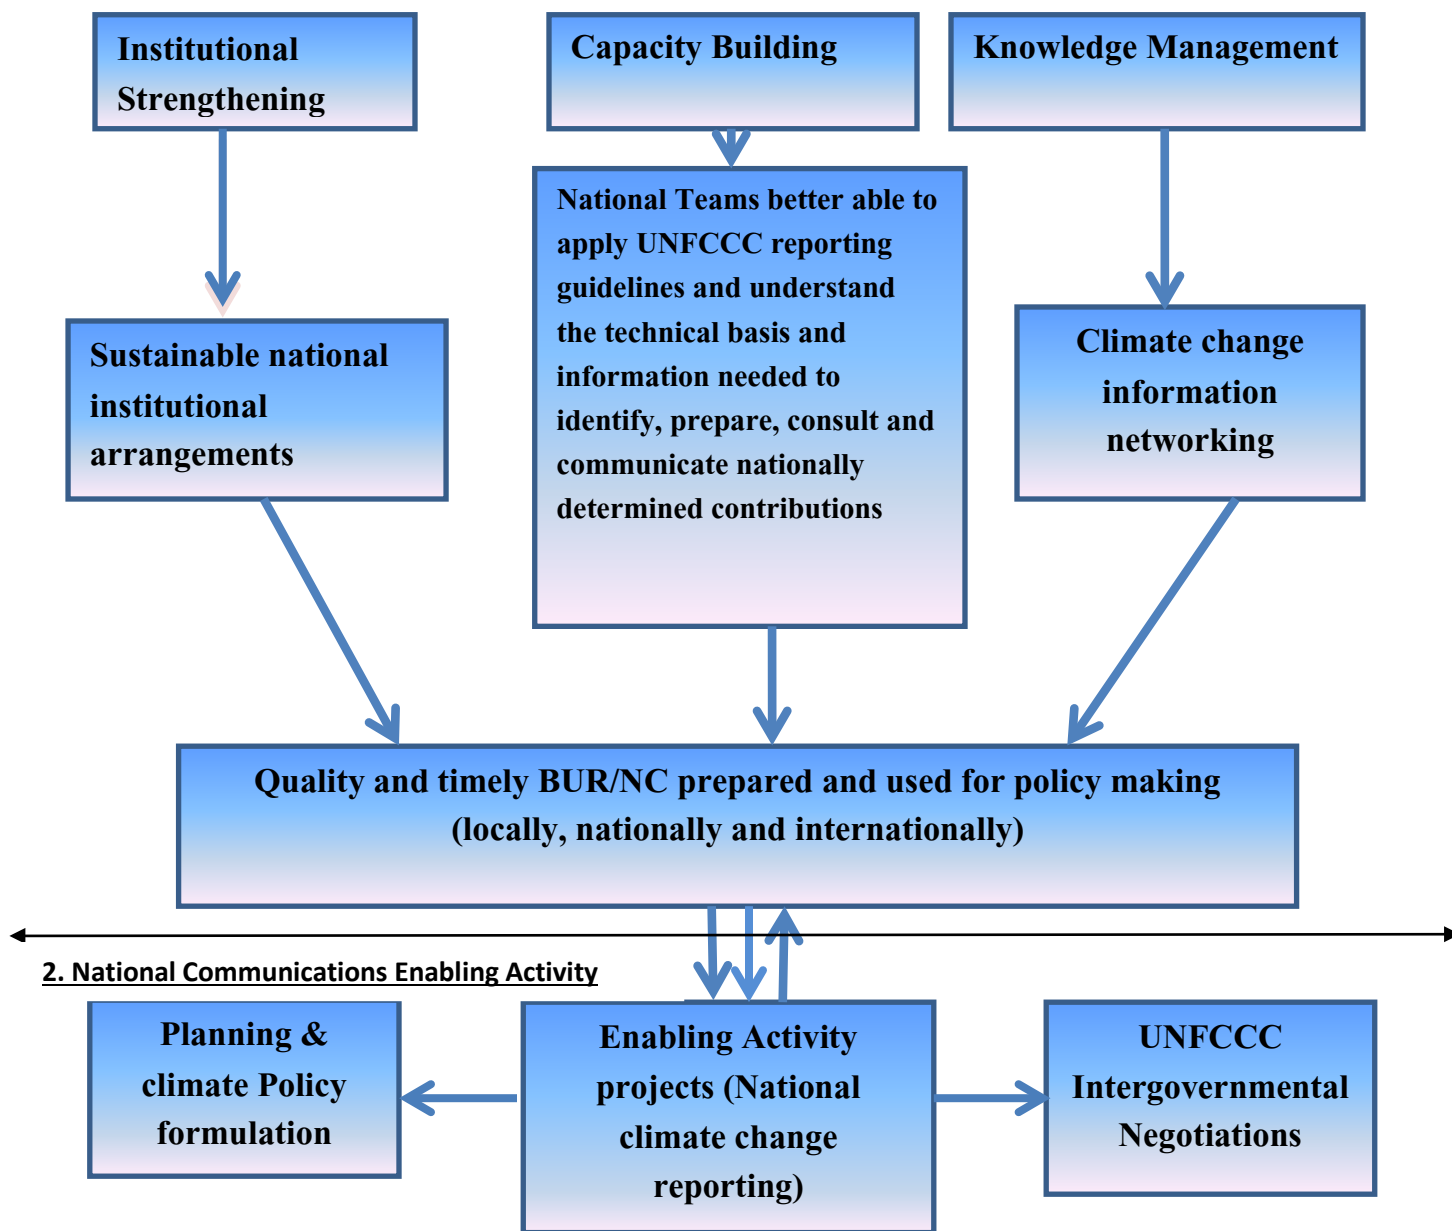 Institutional
Strengthening
Capacity Building
Knowledge Management
National Teams better able to
apply UNFCCC reporting
guidelines and understand
the technical basis and
information needed to
identify, prepare, consult and
communicate nationally
determined contributions
Sustainable national
institutional
arrangements
Climate change
information
networking
Quality and timely BUR/NC prepared and used for policy making
(locally, nationally and internationally)
2. National Communications Enabling Activity
Planning &
climate Policy
formulation
Enabling Activity
projects (National
climate change
reporting)
UNFCCC
Intergovernmental
Negotiations